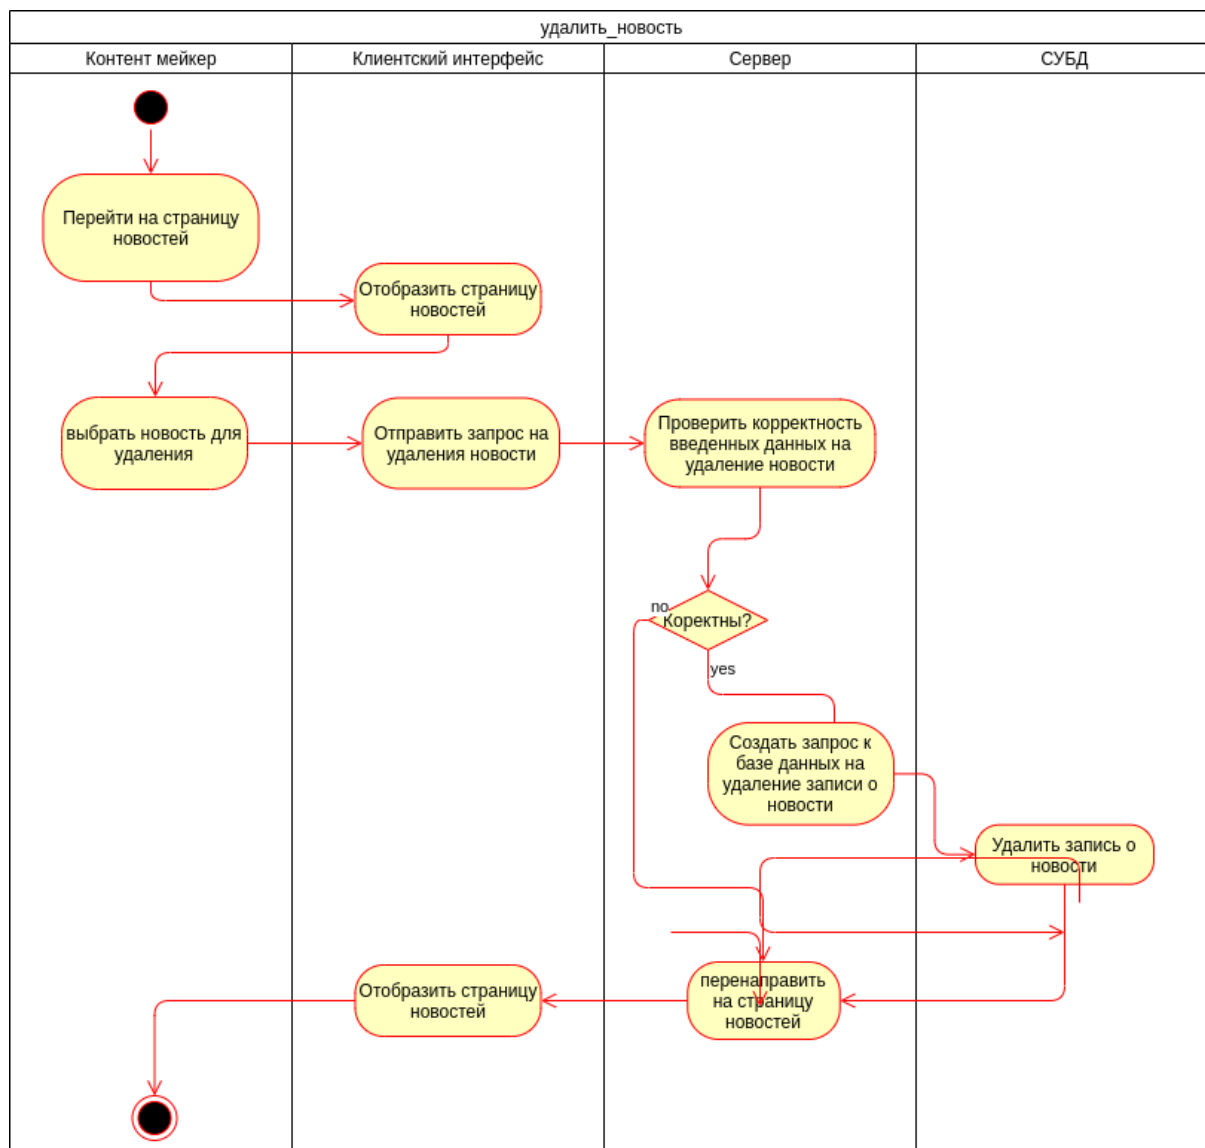 удалить_новость
Контент мейкер
Клиентский интерфейс
Сервер
СУБД
Перейти на страницу
новостей
Отобразить страницу
новостей
выбрать новость для
удаления
Отправить запрос на
удаления новости
Проверить корректность
введенных данных на
удаление новости
no
Коректны?
yes
Создать запрос к
базе данных на
удаление записи о
новости
Удалить запись о
новости
Отобразить страницу
новостей
перенаправить
на страницу
новостей